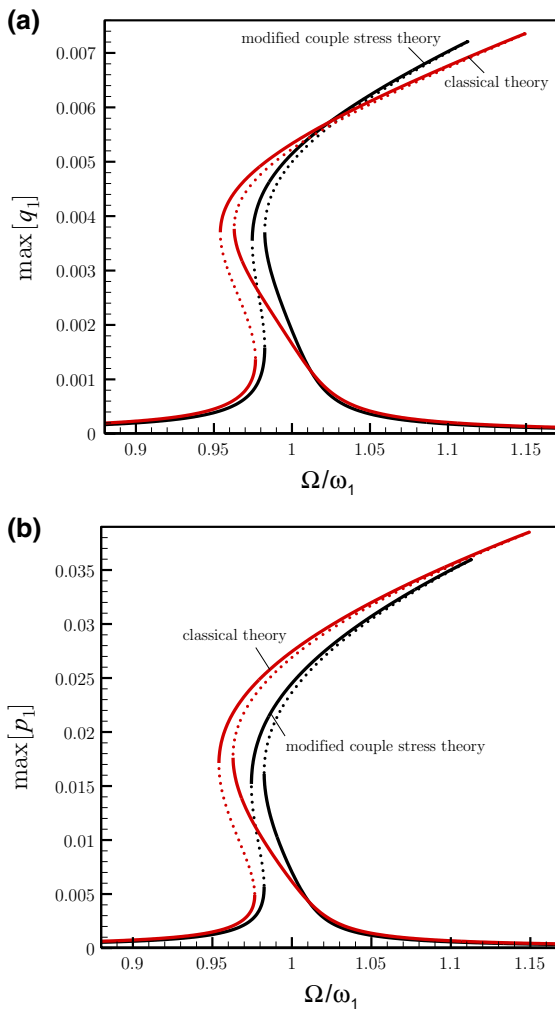 (a)
0.007
0.006
0.005
0.004
0.003
0.002
0.001
0
max [q₁]
modified couple stress theory
classical theory
0.9 0.95 1 1.05 1.1 1.15
Ω/ω₁
(b)
0.035
0.03
0.025
0.02
0.015
0.01
0.005
0
max [p₁]
classical theory
modified couple stress theory
0.9 0.95 1 1.05 1.1 1.15
Ω/ω₁